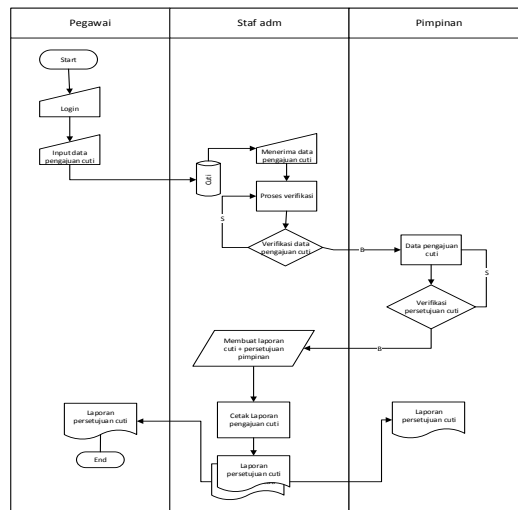 Pegawai
Staf adm
Pimpinan
Start
Login
Input data
pengajuan cuti
Cuti
Menerima data
pengajuan cuti
Proses verifikasi
S
Verifikasi data
pengajuan cuti
B
Data pengajuan
cuti
S
Verifikasi
persetujuan cuti
B
Membuat laporan
cuti + persetujuan
pimpinan
Cetak Laporan
pengajuan cuti
Laporan
persetujuan cuti
Laporan
persetujuan cuti
Laporan
persetujuan cuti
End